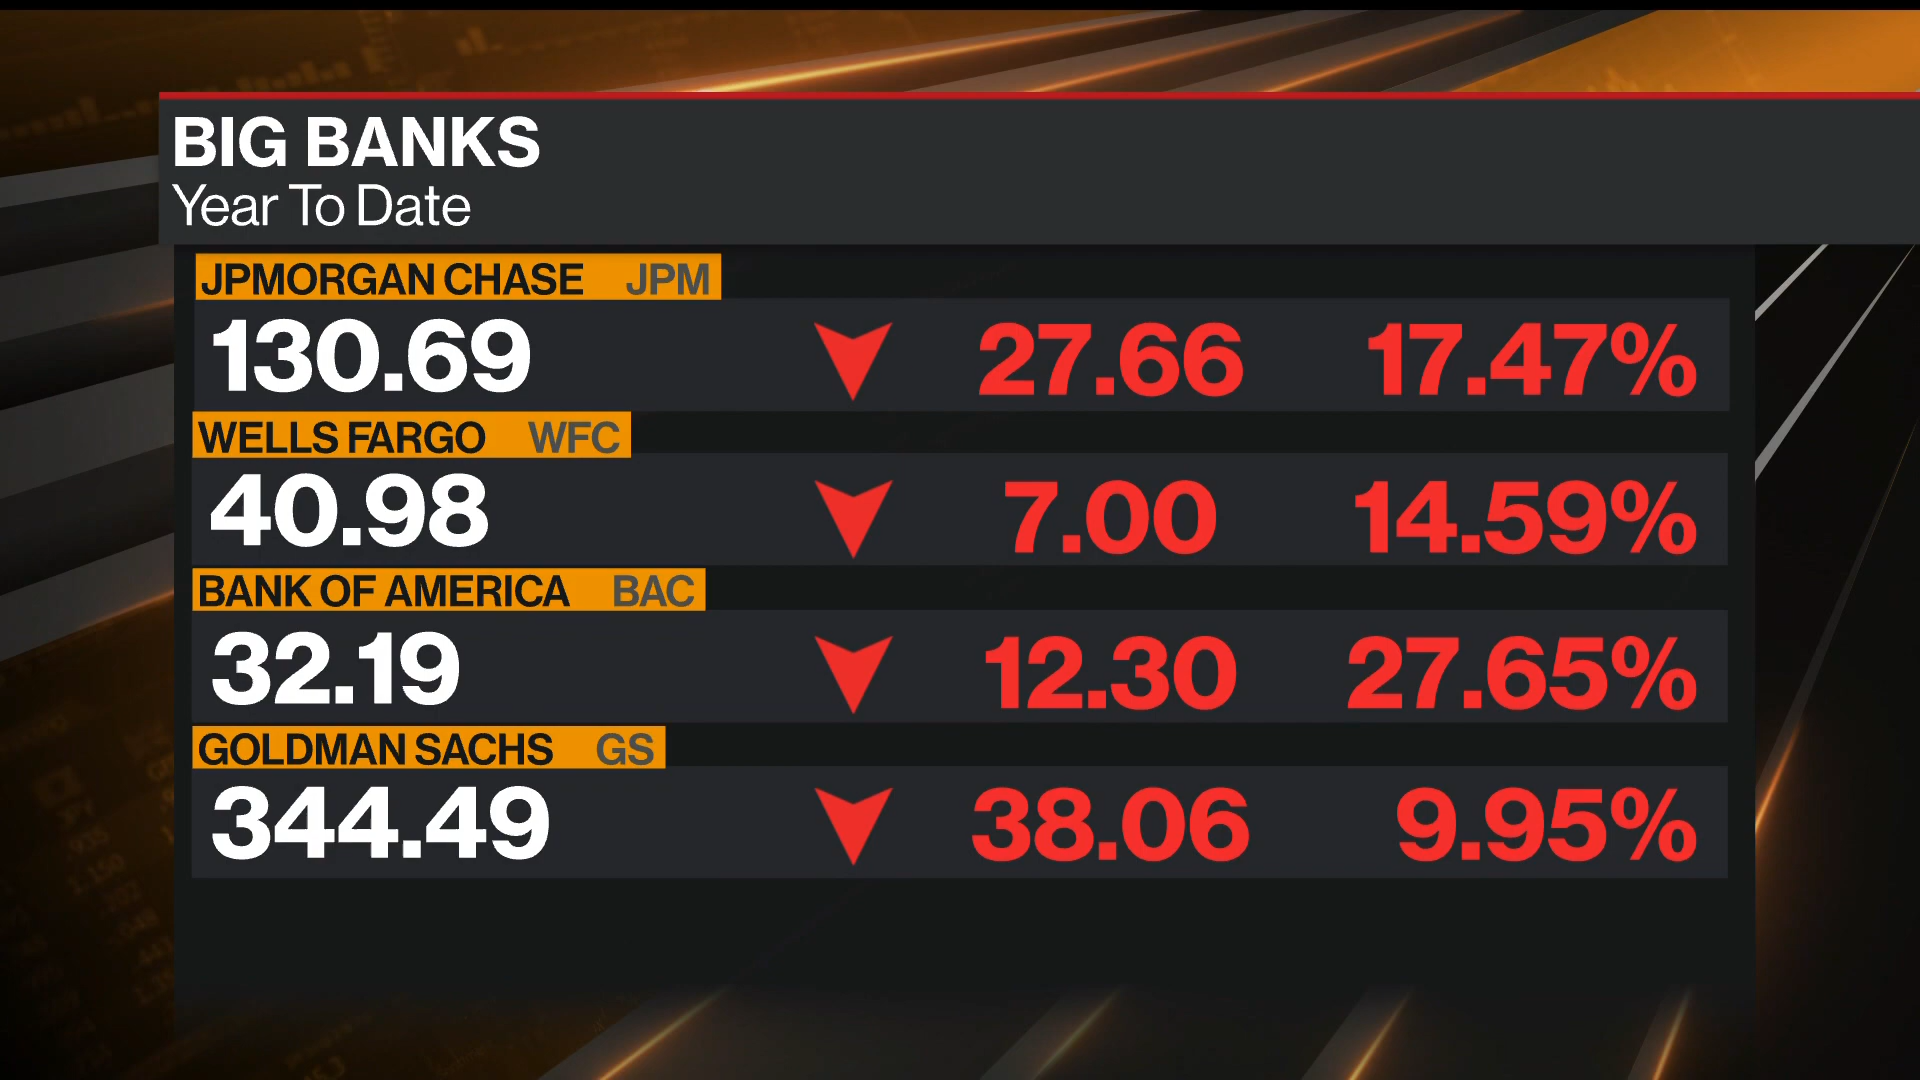 BIG BANKS
Year To Date
JPMORGAN CHASE JPM
130.69 27.66 17.47%
WELLS FARGO WFC
40.98 7.00 14.59%
BANK OF AMERICA BAC
32.19 12.30 27.65%
GOLDMAN SACHS GS
344.49 38.06 9.95%